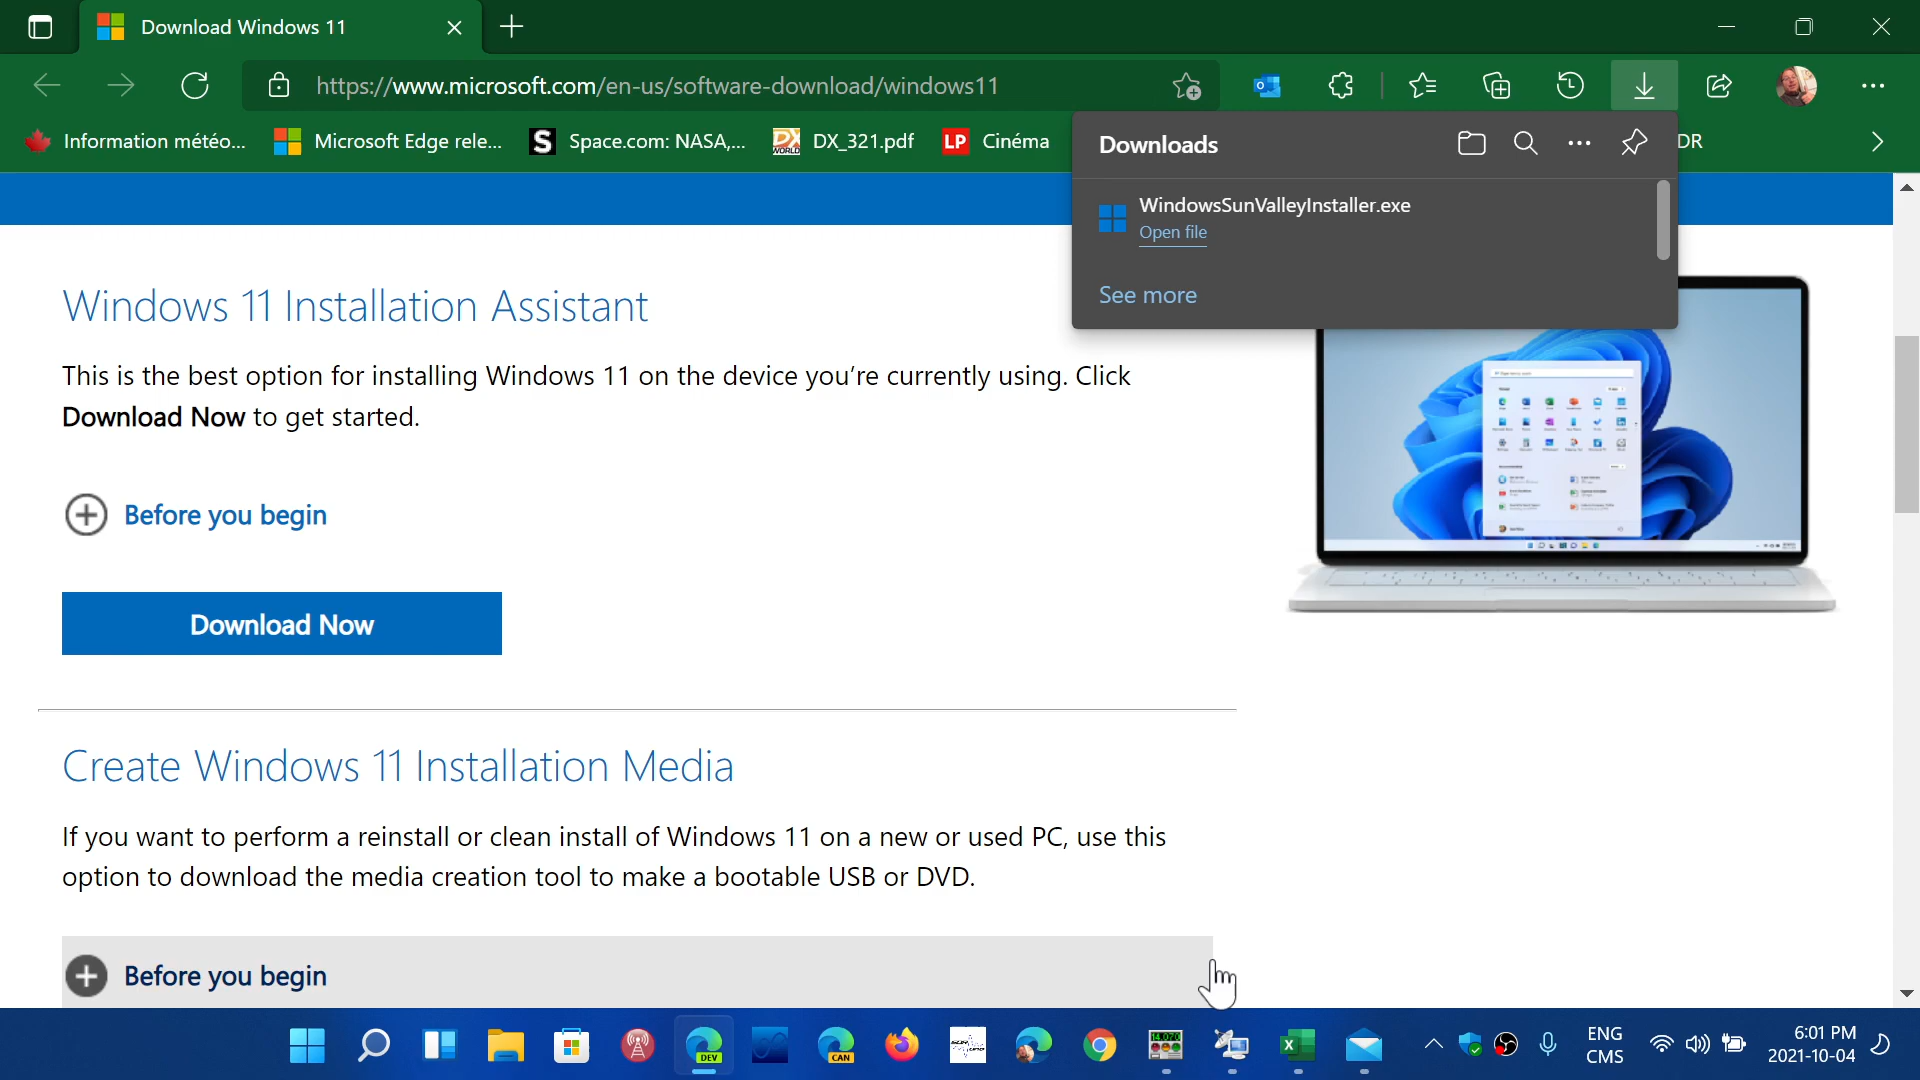 Download Windows 11
https://www.microsoft.com/en-us/software-download/windows11
Information météo...
Microsoft Edge rele...
S
Space.com: NASA,...
DX
WORLD
DX_321.pdf
LP
Cinéma
DR
Downloads
WindowsSunValleyInstaller.exe
Open file
See more
Windows 11 Installation Assistant
This is the best option for installing Windows 11 on the device you're currently using. Click
Download Now to get started.
Before you begin
Download Now
Create Windows 11 Installation Media
If you want to perform a reinstall or clean install of Windows 11 on a new or used PC, use this
option to download the media creation tool to make a bootable USB or DVD.
Before you begin
DEV
CAN
ENG
CMS
6:01 PM
2021-10-04